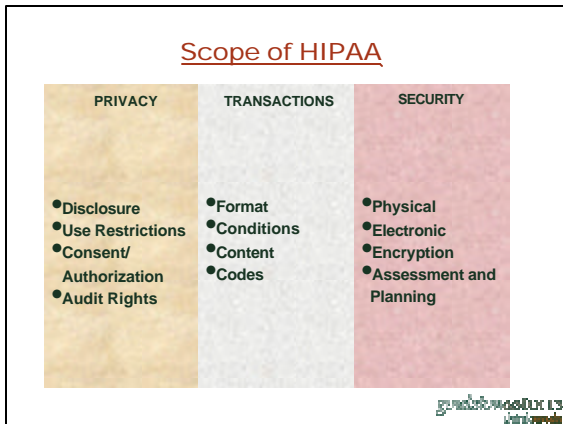 Scope of HIPAA
PRIVACY
•Disclosure
•Use Restrictions
•Consent/
Authorization
•Audit Rights
TRANSACTIONS
•Format
•Conditions
•Content
•Codes
SECURITY
•Physical
•Electronic
•Encryption
•Assessment and
Planning